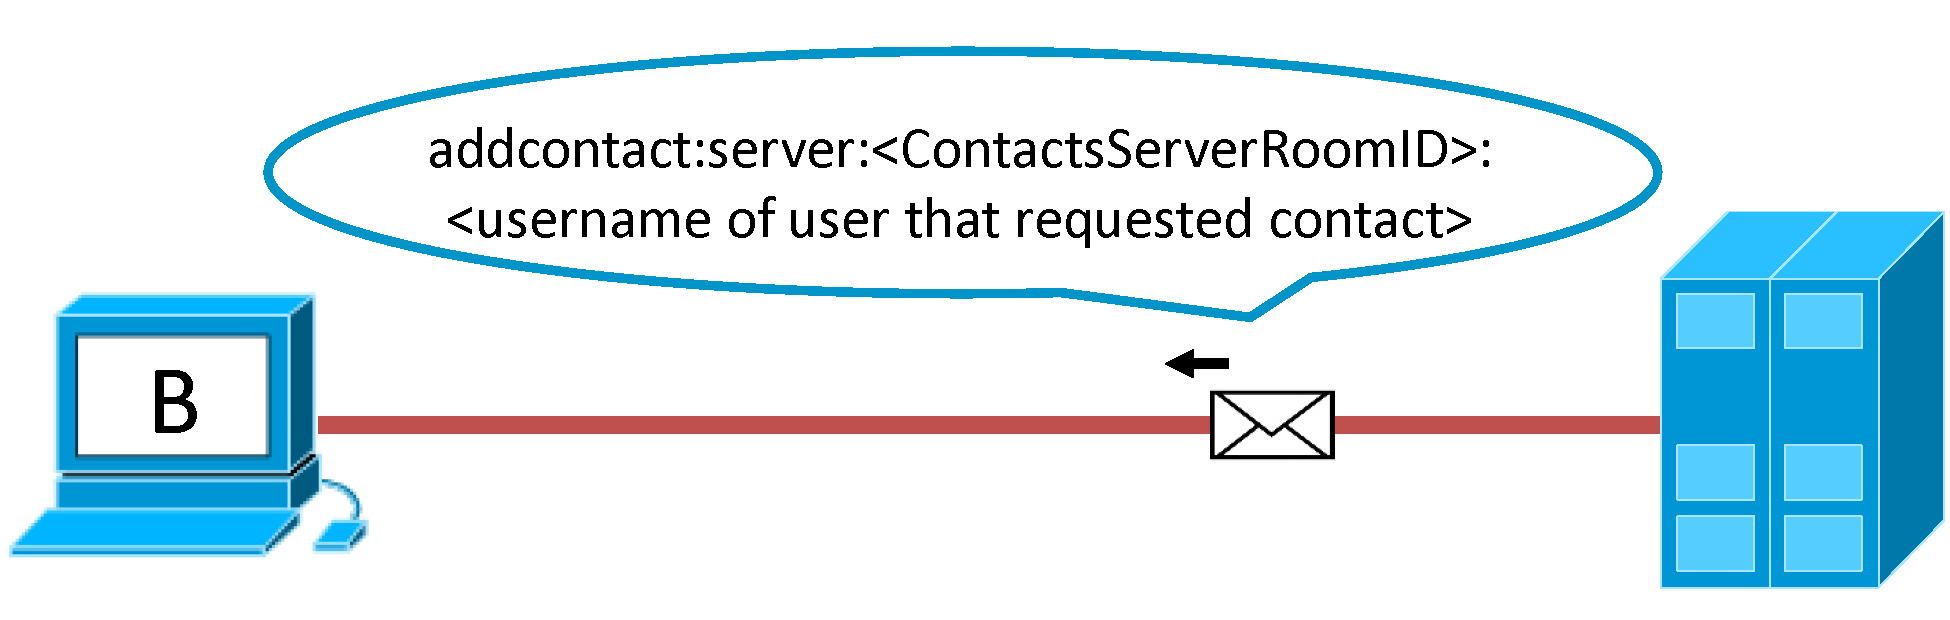 addcontact:server:<ContactsServerRoomID>:
<username of user that requested contact>
B